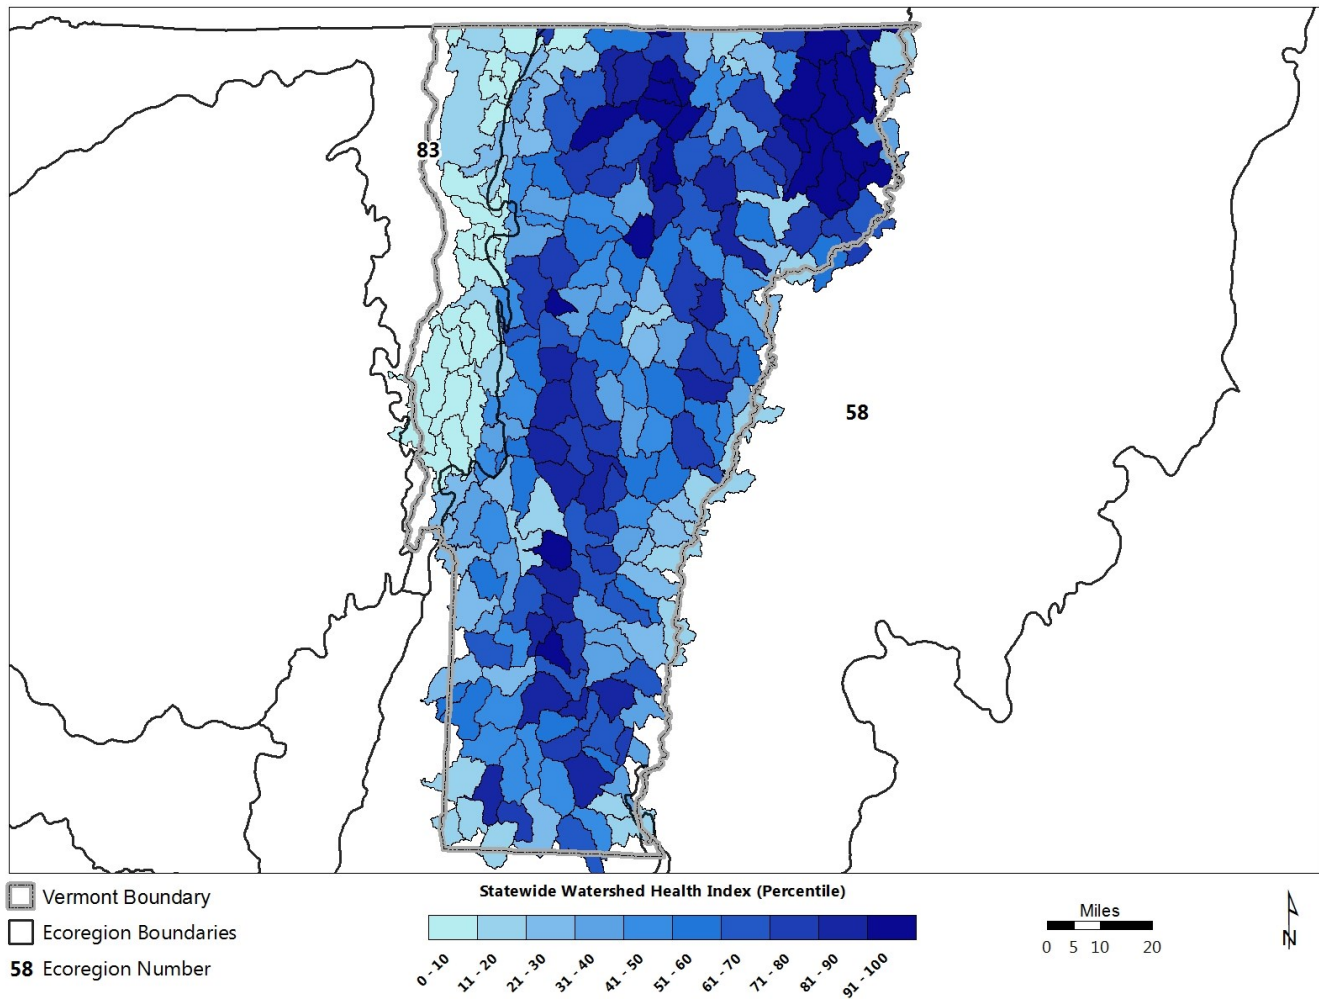 83
58
Vermont Boundary
Ecoregion Boundaries
58 Ecoregion Number
Statewide Watershed Health Index (Percentile)
0 - 10
11 - 20
21 - 30
31 - 40
41 - 50
51 - 60
61 - 70
71 - 80
81 - 90
91 - 100
Miles
0 5 10 20
N